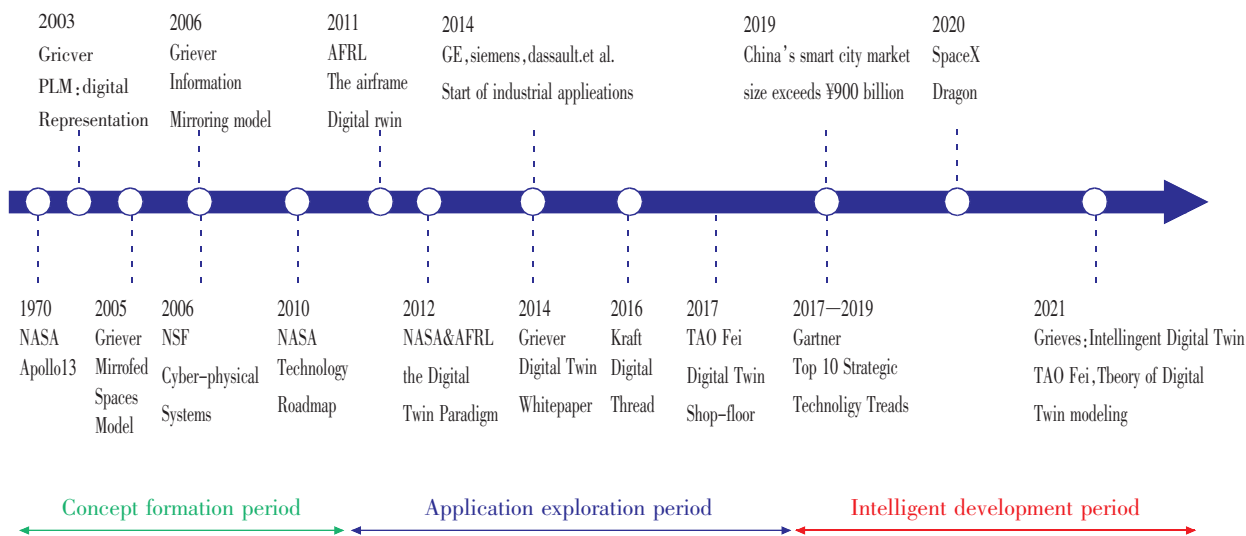 2003
Gricver
PLM:digital
Representation
2006
Griever
Information
Mirroring model
2011
AFRL
The airframe
Digital rwin
2014
GE,siemens,dassault.et al.
Start of industrial applieations
2019
China's smart city market
size exceeds ¥900 billion
2020
SpaceX
Dragon
1970
NASA
Apollo13
2005
Griever
Mirrofed
Spaces
Model
2006
NSF
Cyber-physical
Systems
2010
NASA
Technology
Roadmap
2012
NASA&AFRL
the Digital
Twin Paradigm
2014
Griever
Digital Twin
Whitepaper
2016
Kraft
Digital
Thread
2017
TAO Fei
Digital Twin
Shop-floor
2017—2019
Gartner
Top 10 Strategic
Technoligy Treads
2021
Grieves:Intellingent Digital Twin
TAO Fei,Tbeory of Digital
Twin modeling
Concept formation period
Application exploration period
Intelligent development period